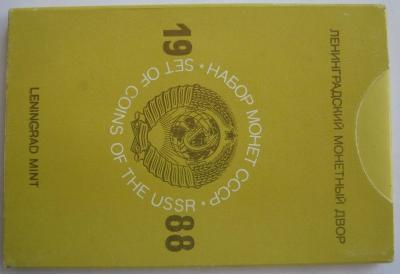 ЛЕНИНГРАДСКИЙ МОНЕТНЫЙ ДВОР
19
НАБОР МОНЕТ СССР •
SET OF COINS OF THE USSR •
88
LENINGRAD MINT